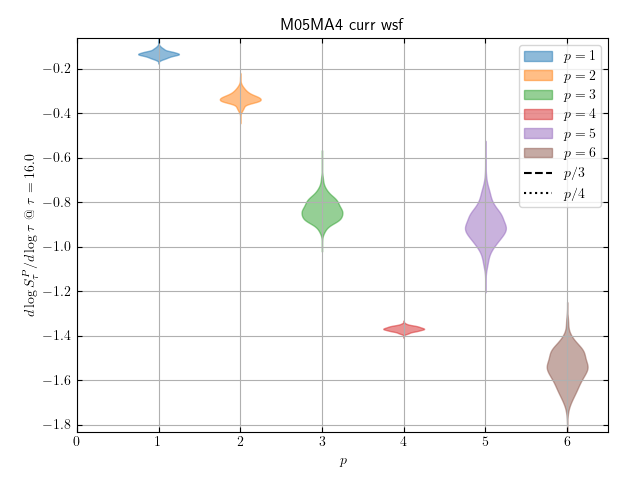 M05MA4 curr wsf
d log S_τ^P / d log τ @ τ = 16.0
−0.2
−0.4
−0.6
−0.8
−1.0
−1.2
−1.4
−1.6
−1.8
0
1
2
3
4
5
6
p
p = 1
p = 2
p = 3
p = 4
p = 5
p = 6
p/3
p/4